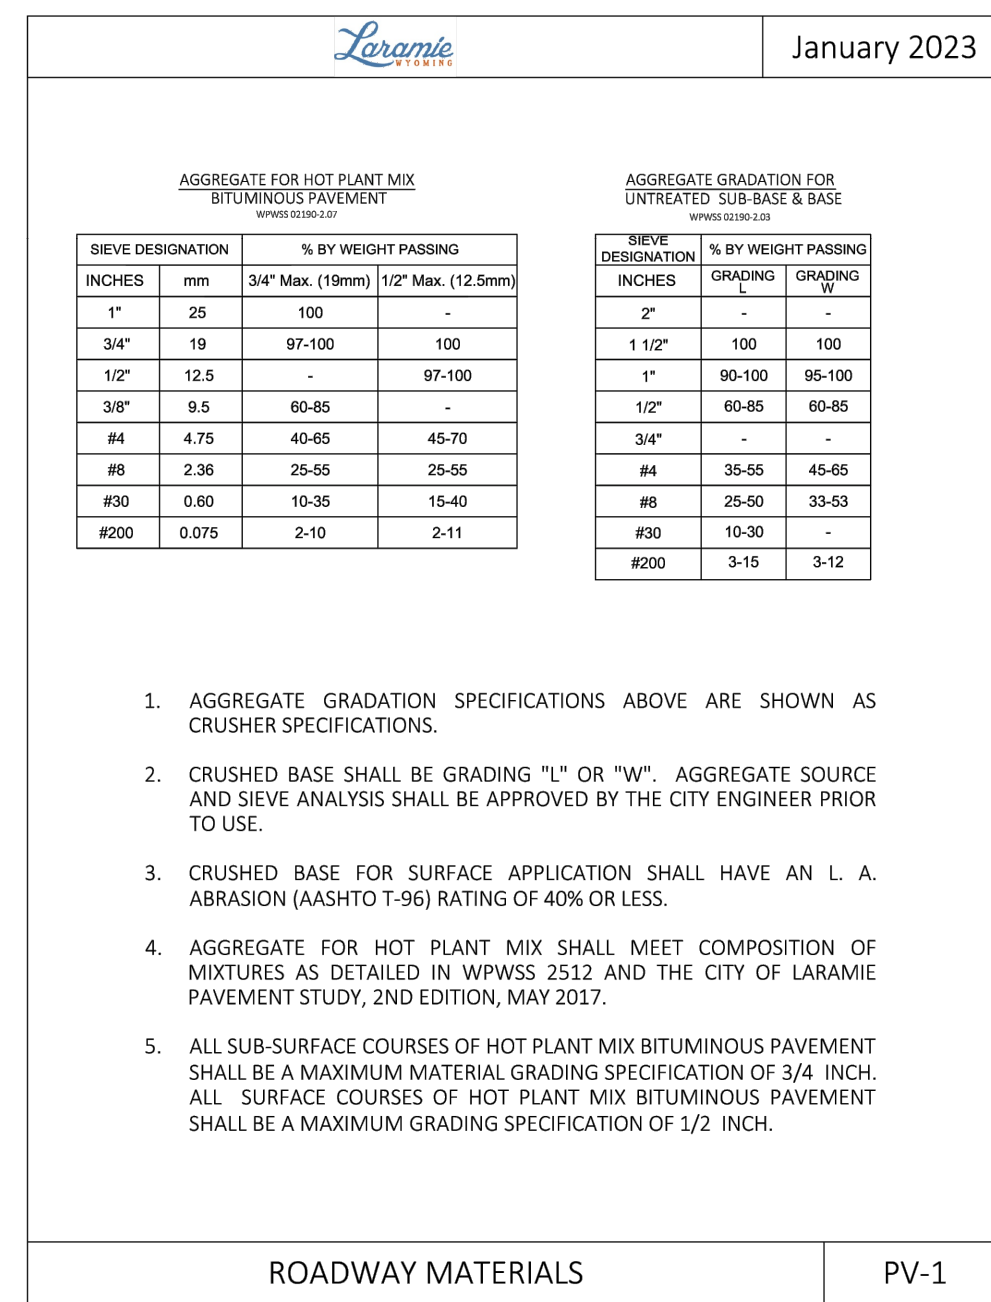 Laramie
WYOMING
January 2023
AGGREGATE FOR HOT PLANT MIX
BITUMINOUS PAVEMENT
WPWSS 02190-2.07
SIEVE DESIGNATION % BY WEIGHT PASSING
INCHES mm 3/4" Max. (19mm) 1/2" Max. (12.5mm)
1" 25 100 -
3/4" 19 97-100 100
1/2" 12.5 - 97-100
3/8" 9.5 60-85 -
#4 4.75 40-65 45-70
#8 2.36 25-55 25-55
#30 0.60 10-35 15-40
#200 0.075 2-10 2-11
AGGREGATE GRADATION FOR
UNTREATED SUB-BASE & BASE
WPWSS 02190-2.03
SIEVE
DESIGNATION % BY WEIGHT PASSING
INCHES GRADING L GRADING W
2" - -
1 1/2" 100 100
1" 90-100 95-100
1/2" 60-85 60-85
3/4" - -
#4 35-55 45-65
#8 25-50 33-53
#30 10-30 -
#200 3-15 3-12
1. AGGREGATE GRADATION SPECIFICATIONS ABOVE ARE SHOWN AS
CRUSHER SPECIFICATIONS.
2. CRUSHED BASE SHALL BE GRADING "L" OR "W". AGGREGATE SOURCE
AND SIEVE ANALYSIS SHALL BE APPROVED BY THE CITY ENGINEER PRIOR
TO USE.
3. CRUSHED BASE FOR SURFACE APPLICATION SHALL HAVE AN L. A.
ABRASION (AASHTO T-96) RATING OF 40% OR LESS.
4. AGGREGATE FOR HOT PLANT MIX SHALL MEET COMPOSITION OF
MIXTURES AS DETAILED IN WPWSS 2512 AND THE CITY OF LARAMIE
PAVEMENT STUDY, 2ND EDITION, MAY 2017.
5. ALL SUB-SURFACE COURSES OF HOT PLANT MIX BITUMINOUS PAVEMENT
SHALL BE A MAXIMUM MATERIAL GRADING SPECIFICATION OF 3/4 INCH.
ALL SURFACE COURSES OF HOT PLANT MIX BITUMINOUS PAVEMENT
SHALL BE A MAXIMUM GRADING SPECIFICATION OF 1/2 INCH.
ROADWAY MATERIALS
PV-1